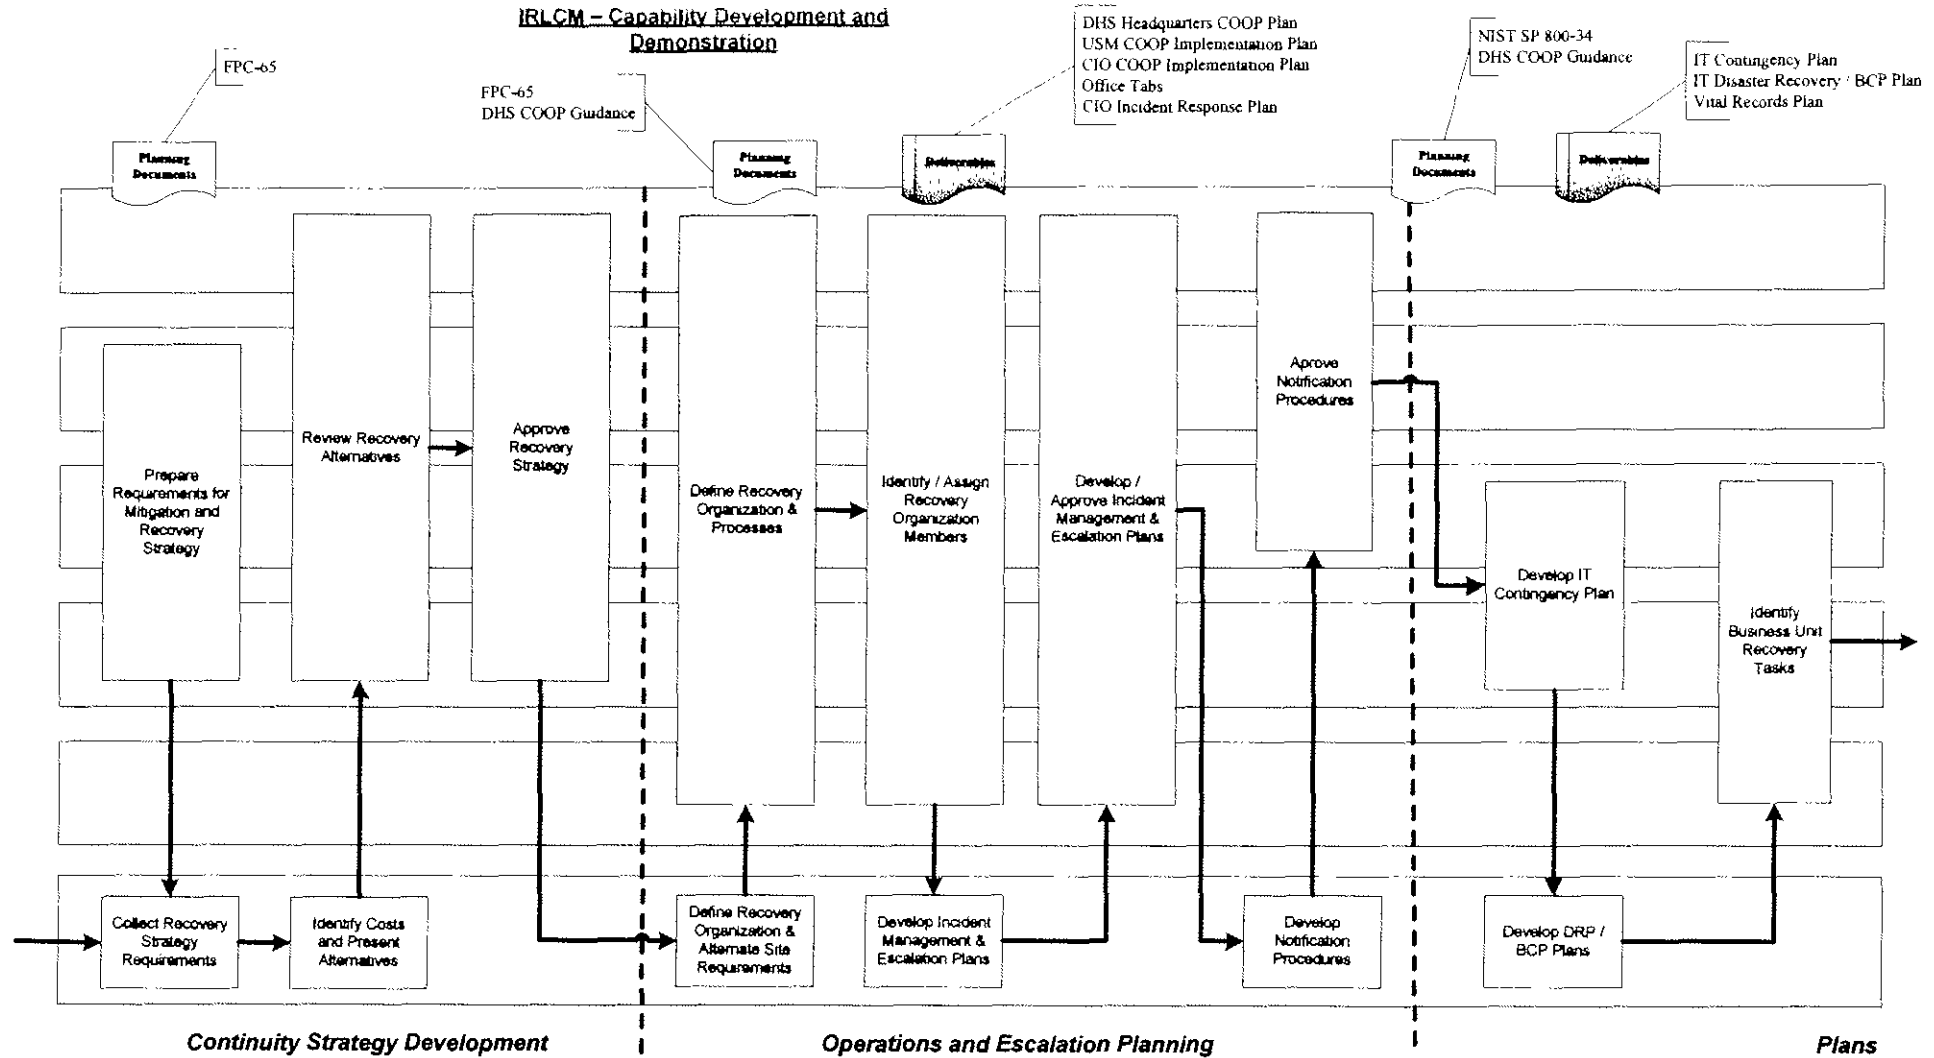 IRLCM – Capability Development and
Demonstration
FPC-65
FPC-65
DHS COOP Guidance
DHS Headquarters COOP Plan
USM COOP Implementation Plan
CIO COOP Implementation Plan
Office Tabs
CIO Incident Response Plan
NIST SP 800-34
DHS COOP Guidance
IT Contingency Plan
IT Disaster Recovery / BCP Plan
Vital Records Plan
Planning
Documents
Planning
Documents
Deliverables
Planning
Documents
Deliverables
Prepare
Requirements for
Mitigation and
Recovery
Strategy
Review Recovery
Alternatives
Approve
Recovery
Strategy
Define Recovery
Organization &
Processes
Identify / Assign
Recovery
Organization
Members
Develop /
Approve Incident
Management &
Escalation Plans
Aprove
Notification
Procedures
Develop IT
Contingency Plan
Identify
Business Unit
Recovery
Tasks
Collect Recovery
Strategy
Requirements
Identify Costs
and Present
Alternatives
Define Recovery
Organization &
Alternate Site
Requirements
Develop Incident
Management &
Escalation Plans
Develop
Notification
Procedures
Develop DRP /
BCP Plans
Continuity Strategy Development
Operations and Escalation Planning
Plans